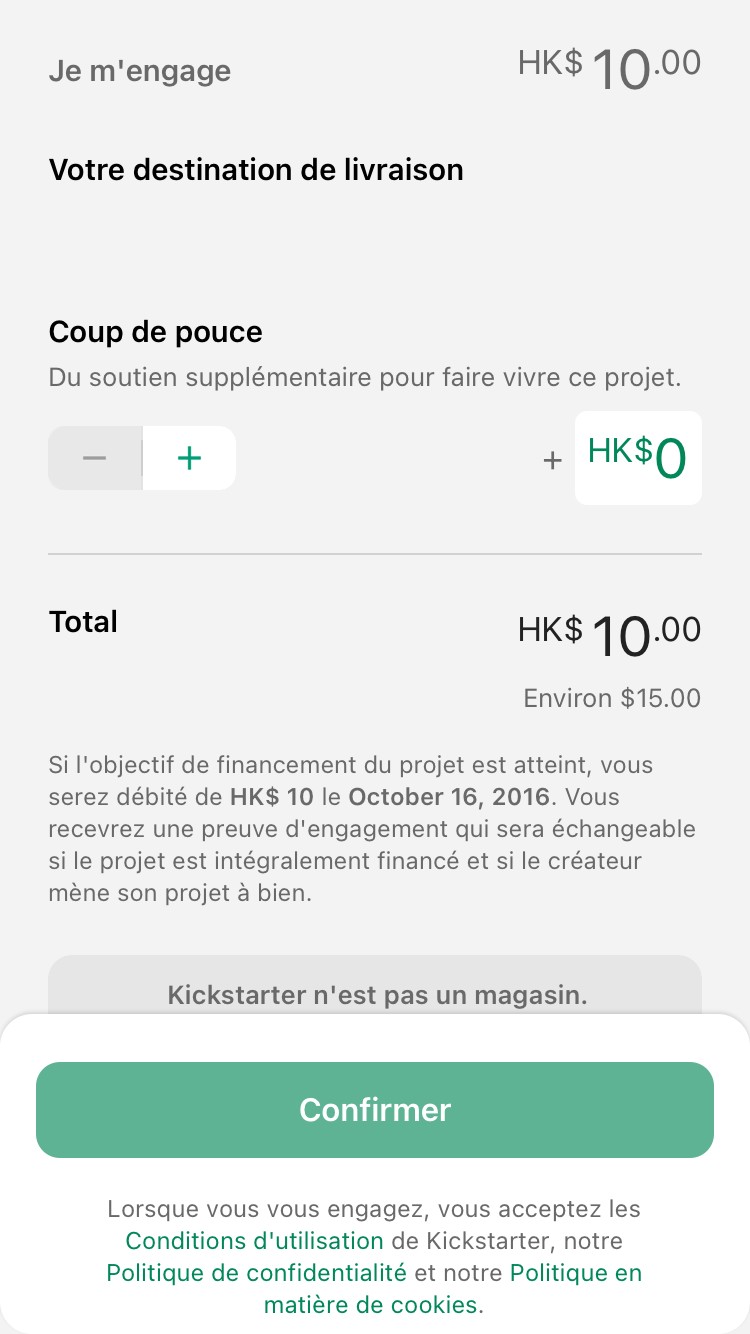 Je m'engage HK$ 10.00
Votre destination de livraison
Coup de pouce
Du soutien supplémentaire pour faire vivre ce projet.
− + + HK$0
Total HK$ 10.00
Environ $15.00
Si l'objectif de financement du projet est atteint, vous
serez débité de HK$ 10 le October 16, 2016. Vous
recevrez une preuve d'engagement qui sera échangeable
si le projet est intégralement financé et si le créateur
mène son projet à bien.
Kickstarter n'est pas un magasin.
Confirmer
Lorsque vous vous engagez, vous acceptez les
Conditions d'utilisation de Kickstarter, notre
Politique de confidentialité et notre Politique en
matière de cookies.